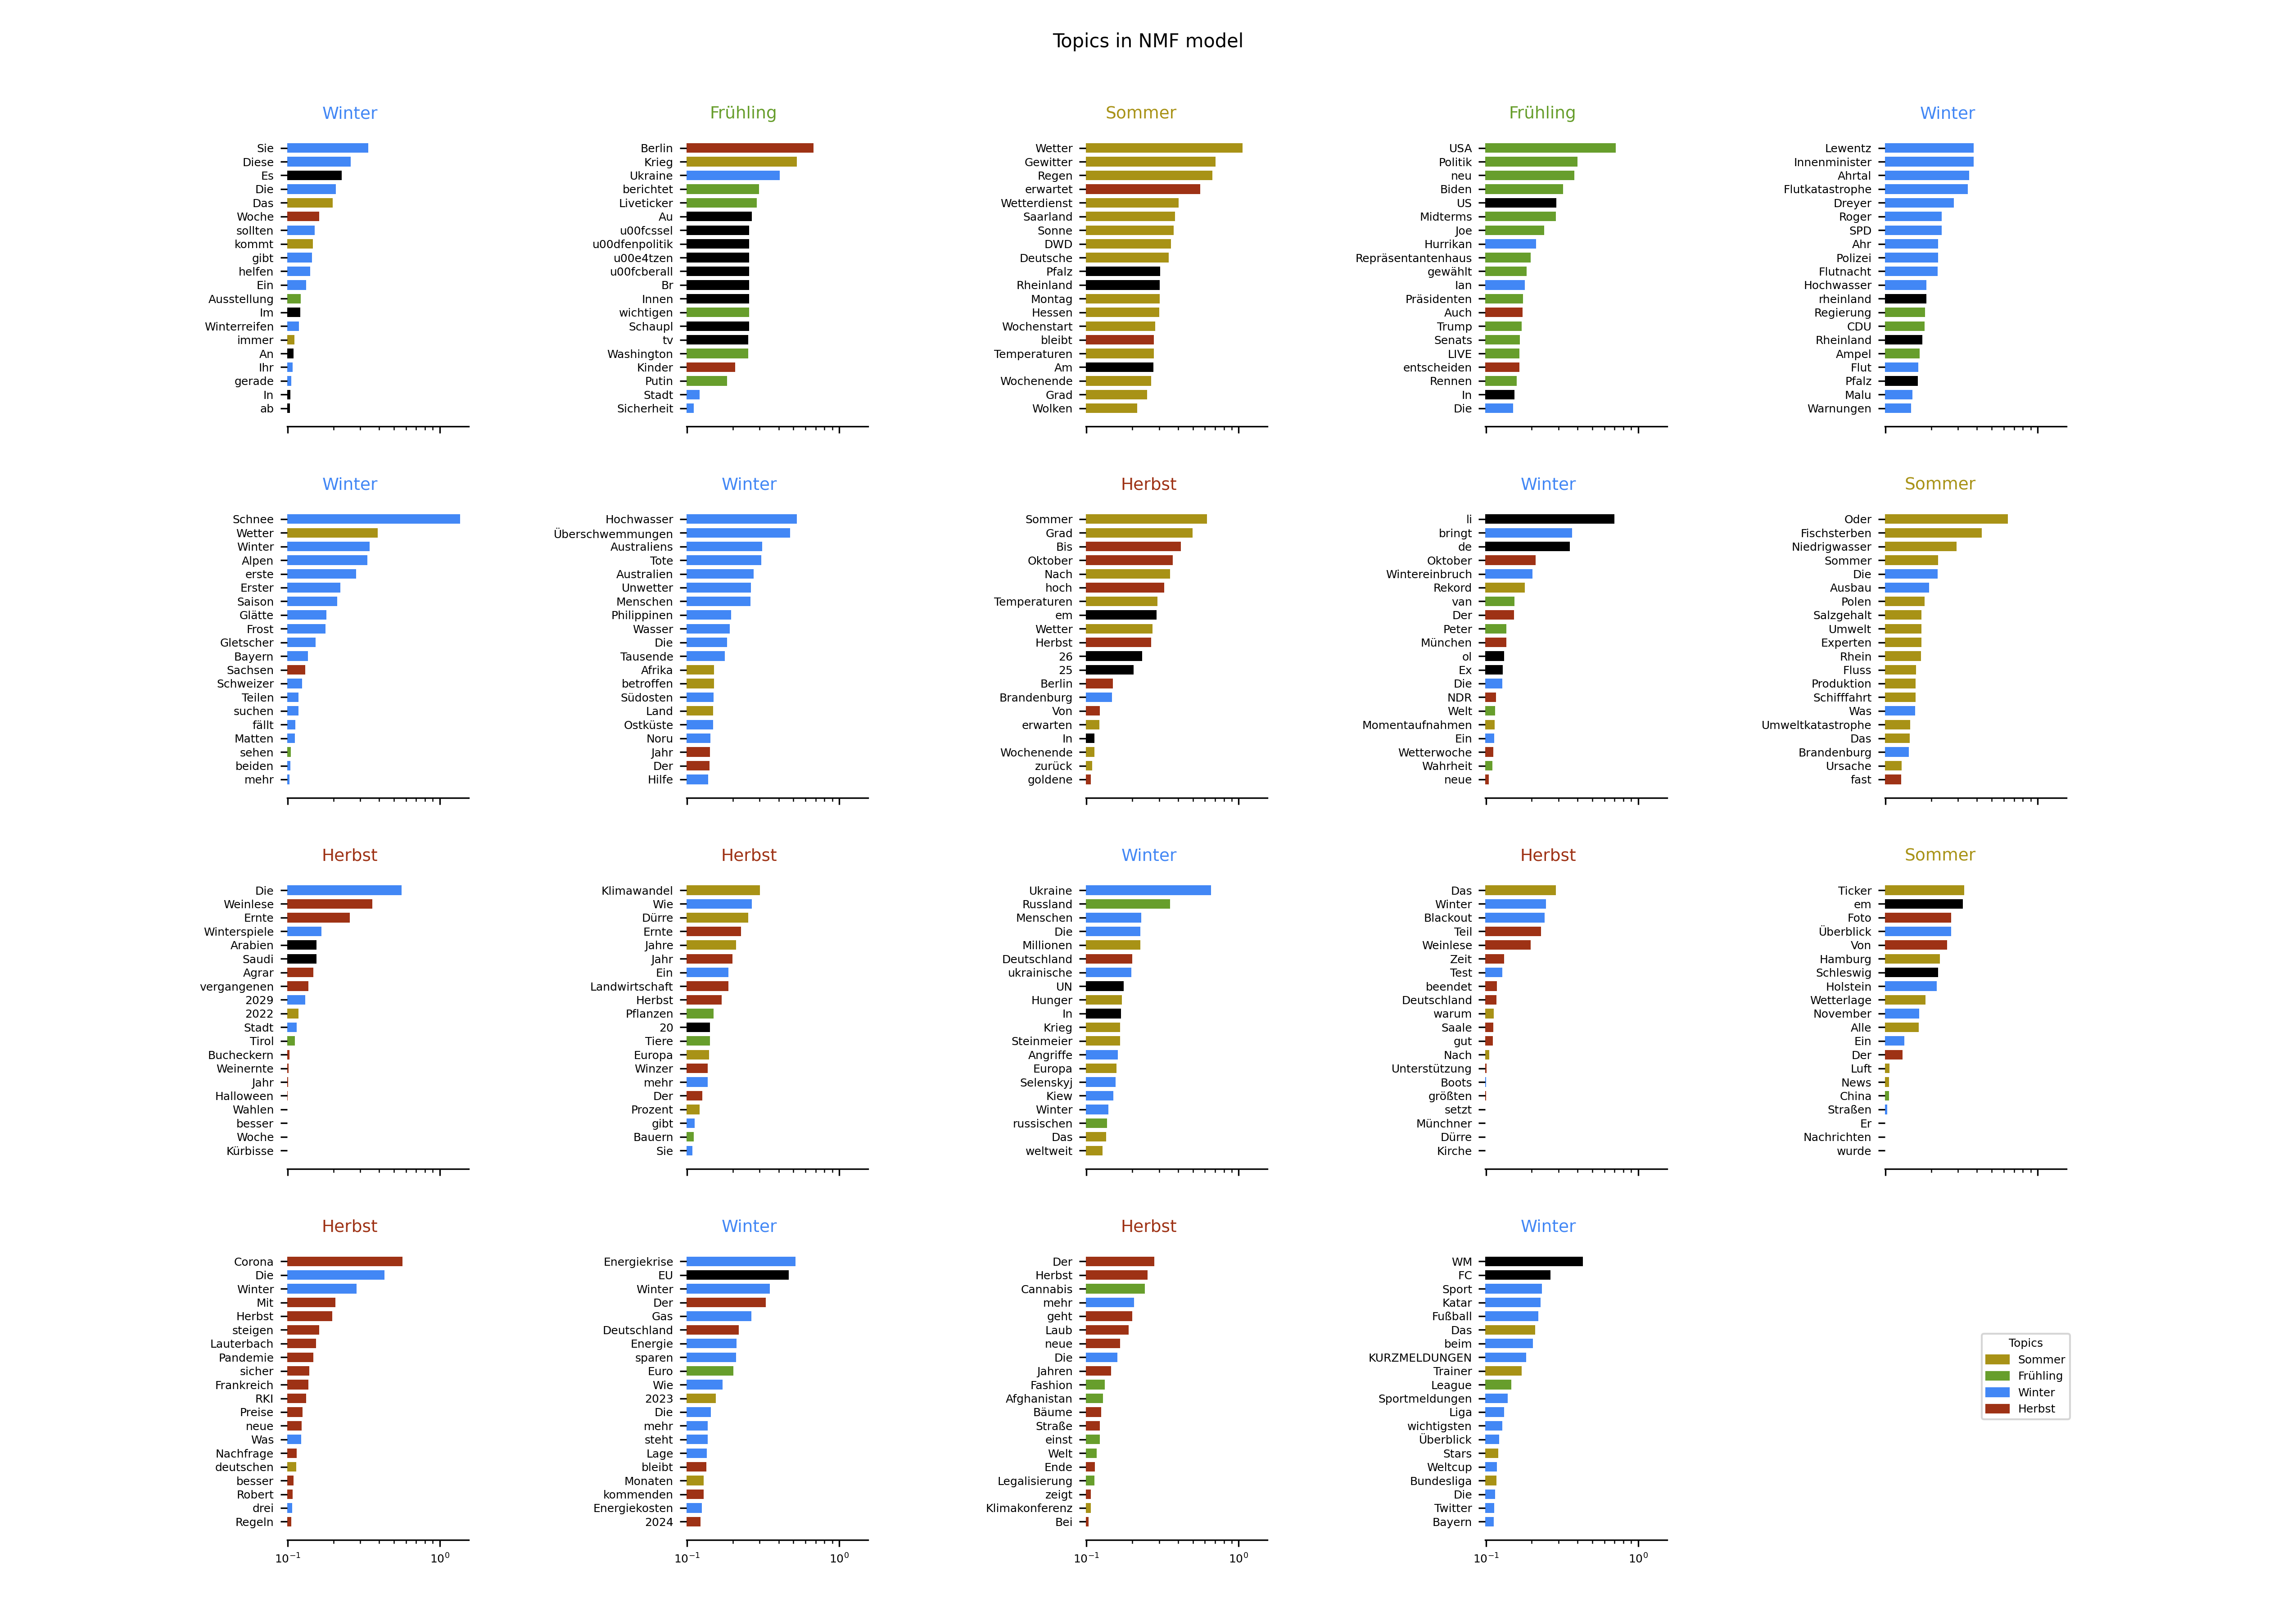 Topics in NMF model
Winter
Sie
Diese
Es
Die
Das
Woche
sollten
kommt
gibt
helfen
Ein
Ausstellung
Im
Winterreifen
immer
An
Ihr
gerade
In
ab
Frühling
Berlin
Krieg
Ukraine
berichtet
Liveticker
Au
u00fcssel
u00dfenpolitik
u00e4tzen
u00fcberall
Br
Innen
wichtigen
Schaupl
tv
Washington
Kinder
Putin
Stadt
Sicherheit
Sommer
Wetter
Gewitter
Regen
erwartet
Wetterdienst
Saarland
Sonne
DWD
Deutsche
Pfalz
Rheinland
Montag
Hessen
Wochenstart
bleibt
Temperaturen
Am
Wochenende
Grad
Wolken
Frühling
USA
Politik
neu
Biden
US
Midterms
Joe
Hurrikan
Repräsentantenhaus
gewählt
Ian
Präsidenten
Auch
Trump
Senats
LIVE
entscheiden
Rennen
In
Die
Winter
Lewentz
Innenminister
Ahrtal
Flutkatastrophe
Dreyer
Roger
SPD
Ahr
Polizei
Flutnacht
Hochwasser
rheinland
Regierung
CDU
Rheinland
Ampel
Flut
Pfalz
Malu
Warnungen
Winter
Schnee
Wetter
Winter
Alpen
erste
Erster
Saison
Glätte
Frost
Gletscher
Bayern
Sachsen
Schweizer
Teilen
suchen
fällt
Matten
sehen
beiden
mehr
Winter
Hochwasser
Überschwemmungen
Australiens
Tote
Australien
Unwetter
Menschen
Philippinen
Wasser
Die
Tausende
Afrika
betroffen
Südosten
Land
Ostküste
Noru
Jahr
Der
Hilfe
Herbst
Sommer
Grad
Bis
Oktober
Nach
hoch
Temperaturen
em
Wetter
Herbst
26
25
Berlin
Brandenburg
Von
erwarten
In
Wochenende
zurück
goldene
Winter
li
bringt
de
Oktober
Wintereinbruch
Rekord
van
Der
Peter
München
ol
Ex
Die
NDR
Welt
Momentaufnahmen
Ein
Wetterwoche
Wahrheit
neue
Sommer
Oder
Fischsterben
Niedrigwasser
Sommer
Die
Ausbau
Polen
Salzgehalt
Umwelt
Experten
Rhein
Fluss
Produktion
Schifffahrt
Was
Umweltkatastrophe
Das
Brandenburg
Ursache
fast
Herbst
Die
Weinlese
Ernte
Winterspiele
Arabien
Saudi
Agrar
vergangenen
2029
2022
Stadt
Tirol
Bucheckern
Weinernte
Jahr
Halloween
Wahlen
besser
Woche
Kürbisse
Herbst
Klimawandel
Wie
Dürre
Ernte
Jahre
Jahr
Ein
Landwirtschaft
Herbst
Pflanzen
20
Tiere
Europa
Winzer
mehr
Der
Prozent
gibt
Bauern
Sie
Winter
Ukraine
Russland
Menschen
Die
Millionen
Deutschland
ukrainische
UN
Hunger
In
Krieg
Steinmeier
Angriffe
Europa
Selenskyj
Kiew
Winter
russischen
Das
weltweit
Herbst
Das
Winter
Blackout
Teil
Weinlese
Zeit
Test
beendet
Deutschland
warum
Saale
gut
Nach
Unterstützung
Boots
größten
setzt
Münchner
Dürre
Kirche
Sommer
Ticker
em
Foto
Überblick
Von
Hamburg
Schleswig
Holstein
Wetterlage
November
Alle
Ein
Der
Luft
News
China
Straßen
Er
Nachrichten
wurde
Herbst
Corona
Die
Winter
Mit
Herbst
steigen
Lauterbach
Pandemie
sicher
Frankreich
RKI
Preise
neue
Was
Nachfrage
deutschen
besser
Robert
drei
Regeln
10⁻¹ 10⁰
Winter
Energiekrise
EU
Winter
Der
Gas
Deutschland
Energie
sparen
Euro
Wie
2023
Die
mehr
steht
Lage
bleibt
Monaten
kommenden
Energiekosten
2024
10⁻¹ 10⁰
Herbst
Der
Herbst
Cannabis
mehr
geht
Laub
neue
Die
Jahren
Fashion
Afghanistan
Bäume
Straße
einst
Welt
Ende
Legalisierung
zeigt
Klimakonferenz
Bei
10⁻¹ 10⁰
Winter
WM
FC
Sport
Katar
Fußball
Das
beim
KURZMELDUNGEN
Trainer
League
Sportmeldungen
Liga
wichtigsten
Überblick
Stars
Weltcup
Bundesliga
Die
Twitter
Bayern
10⁻¹ 10⁰
Topics
Sommer
Frühling
Winter
Herbst